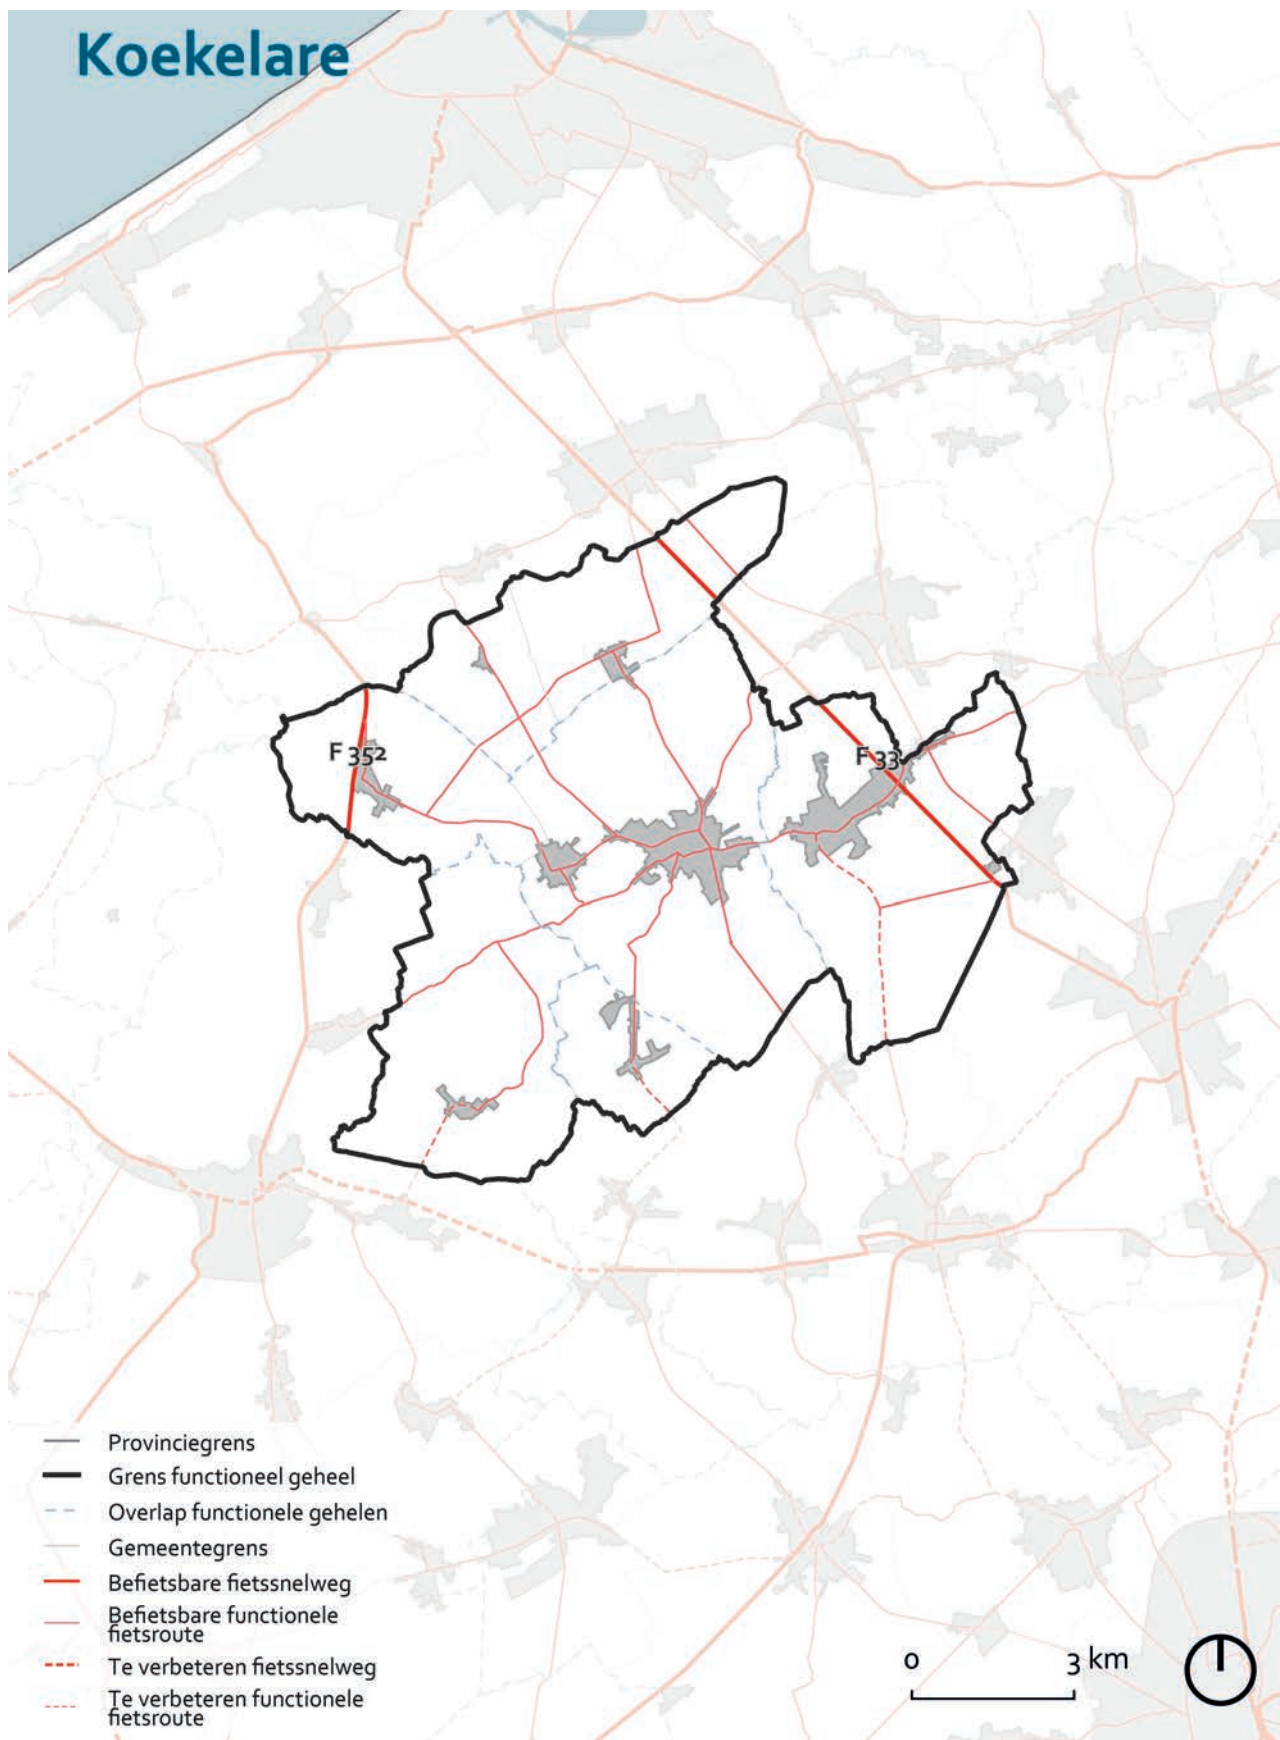 Koekelare
F 352
F 33
Provinciegrens
Grens functioneel geheel
Overlap functionele gehelen
Gemeentegrens
Befietsbare fietssnelweg
Befietsbare functionele
fietsroute
Te verbeteren fietssnelweg
Te verbeteren functionele
fietsroute
0 3 km